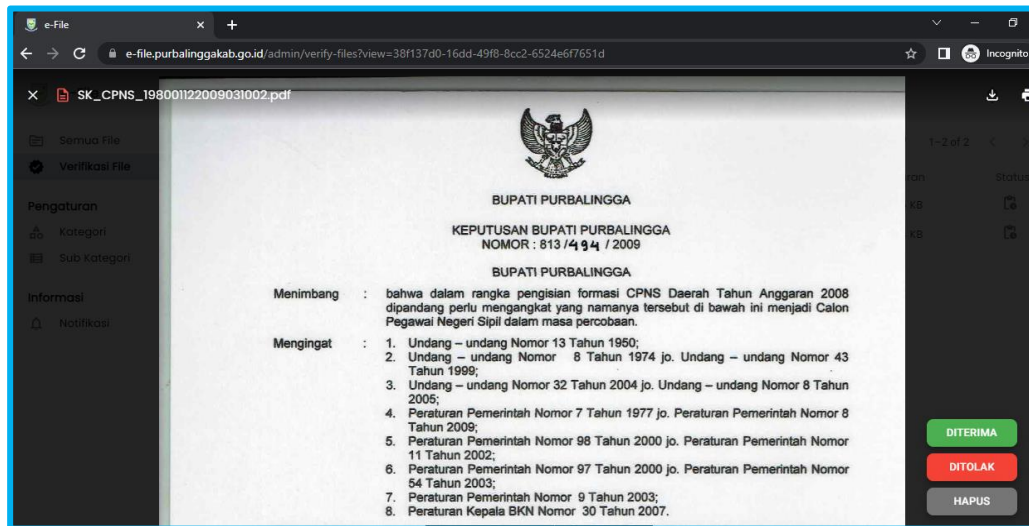 e-File
e-file.purbalinggakab.go.id/admin/verify-files?view=38f137d0-16dd-49f8-8cc2-6524e6f7651d
Incognito
SK_CPNS_198001122009031002.pdf
Semua File
Verifikasi File
Pengaturan
Kategori
Sub Kategori
Informasi
Notifikasi
1–2 of 2
Status
KB
KB
BUPATI PURBALINGGA
KEPUTUSAN BUPATI PURBALINGGA
NOMOR : 813 /494 / 2009
BUPATI PURBALINGGA
Menimbang : bahwa dalam rangka pengisian formasi CPNS Daerah Tahun Anggaran 2008
dipandang perlu mengangkat yang namanya tersebut di bawah ini menjadi Calon
Pegawai Negeri Sipil dalam masa percobaan.
Mengingat : 1. Undang – undang Nomor 13 Tahun 1950;
2. Undang – undang Nomor 8 Tahun 1974 jo. Undang – undang Nomor 43
Tahun 1999;
3. Undang – undang Nomor 32 Tahun 2004 jo. Undang – undang Nomor 8 Tahun
2005;
4. Peraturan Pemerintah Nomor 7 Tahun 1977 jo. Peraturan Pemerintah Nomor 8
Tahun 2009;
5. Peraturan Pemerintah Nomor 98 Tahun 2000 jo. Peraturan Pemerintah Nomor
11 Tahun 2002;
6. Peraturan Pemerintah Nomor 97 Tahun 2000 jo. Peraturan Pemerintah Nomor
54 Tahun 2003;
7. Peraturan Pemerintah Nomor 9 Tahun 2003;
8. Peraturan Kepala BKN Nomor 30 Tahun 2007.
DITERIMA
DITOLAK
HAPUS